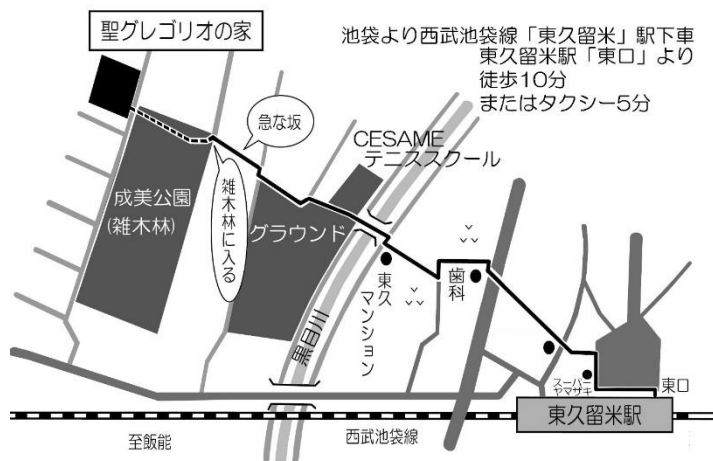 聖グレゴリオの家
池袋より西武池袋線「東久留米」駅下車
東久留米駅「東口」より
徒歩10分
またはタクシー5分
急な坂
CESAME
テニススクール
成美公園
(雑木林)
雑木林に入る
グラウンド
東久
マンション
歯科
黒目川
スーパー
ヤマザキ
東口
東久留米駅
至飯能
西武池袋線